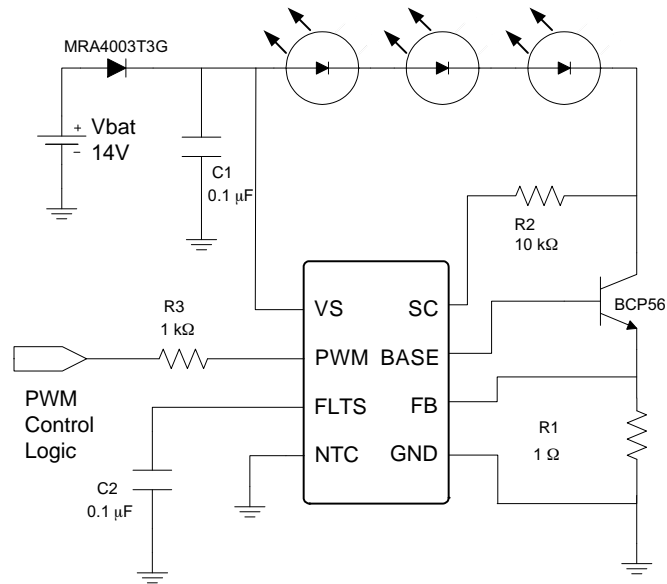 MRA4003T3G
+ Vbat
− 14V
C1
0.1 μF
R2
10 kΩ
BCP56
R3
1 kΩ
VS
SC
PWM
BASE
FLTS
FB
NTC
GND
PWM
Control
Logic
R1
1 Ω
C2
0.1 μF